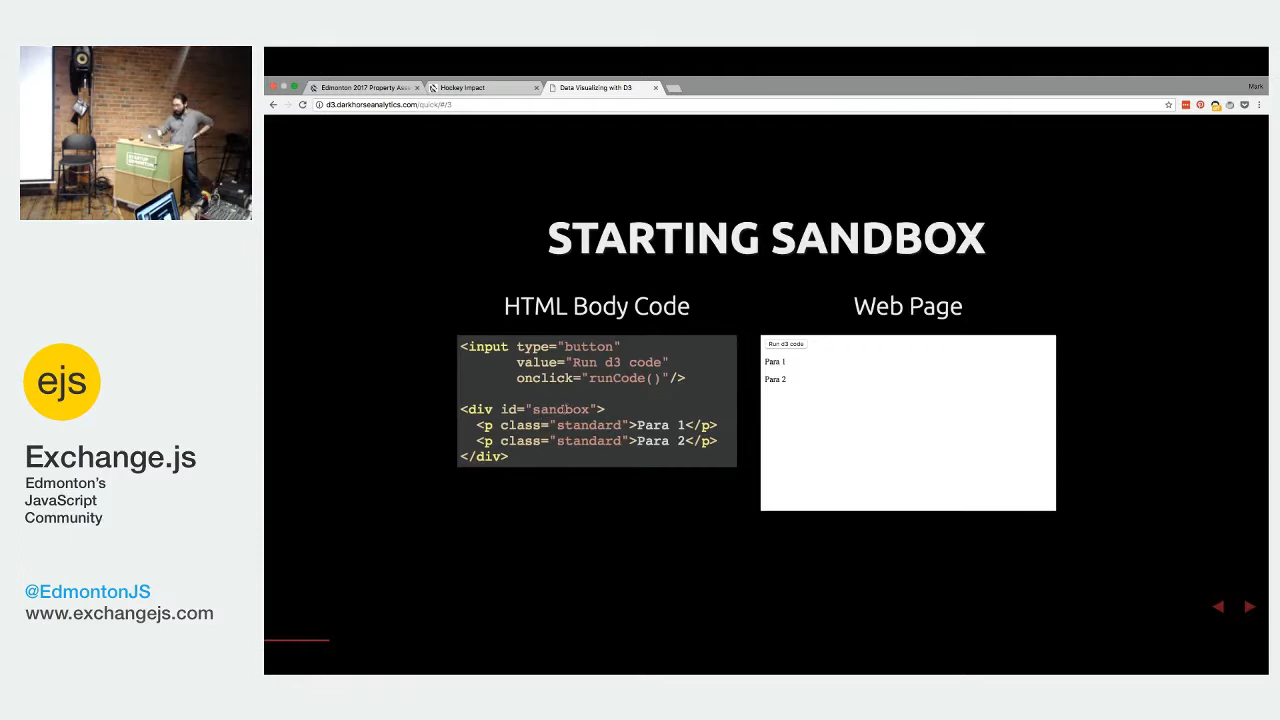 Edmonton 2017 Property Ass
Hockey Impact
Data Visualizing with D3
Mark
d3.darkhorseanalytics.com/quick/#/3
STARTUP EDMONTON
STARTING SANDBOX
HTML Body Code
Web Page
<input type="button"
value="Run d3 code"
onclick="runCode()"/>
<div id="sandbox">
<p class="standard">Para 1</p>
<p class="standard">Para 2</p>
</div>
Run d3 code
Para 1
Para 2
ejs
Exchange.js
Edmonton's
JavaScript
Community
@EdmontonJS
www.exchangejs.com